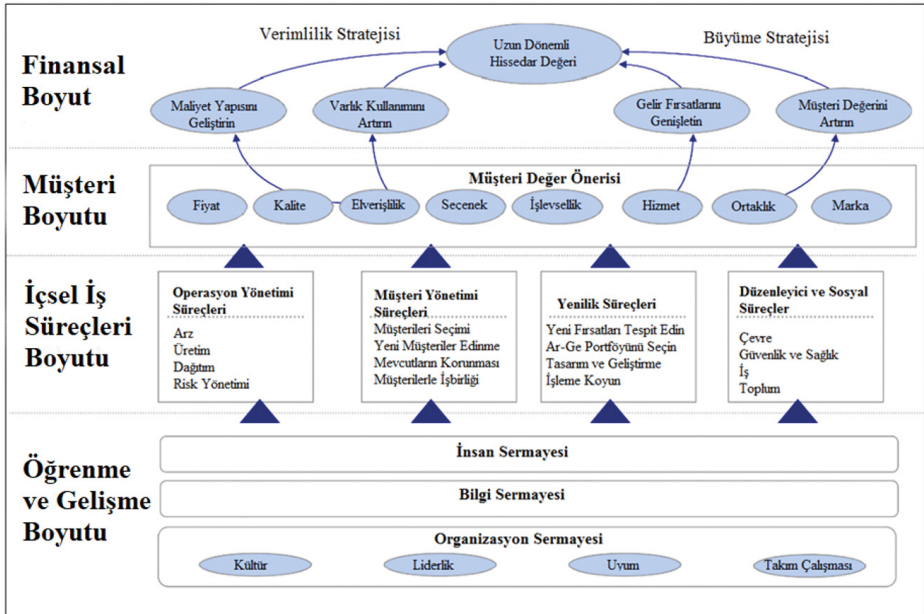 Finansal
Boyut
Verimlilik Stratejisi
Uzun Dönemli
Hissedar Değeri
Büyüme Stratejisi
Maliyet Yapısını
Geliştirin
Varlık Kullanımını
Artırın
Gelir Fırsatlarını
Genişletin
Müşteri Değerini
Artırın
Müşteri
Boyutu
Müşteri Değer Önerisi
Fiyat
Kalite
Elverişlilik
Secenek
İşlevsellik
Hizmet
Ortaklık
Marka
İçsel İş
Süreçleri
Boyutu
Operasyon Yönetimi
Süreçleri
Arz
Üretim
Dağıtım
Risk Yönetimi
Müşteri Yönetimi
Süreçleri
Müşterileri Seçimi
Yeni Müşteriler Edinme
Mevcutların Korunması
Müşterilerle İşbirliği
Yenilik Süreçleri
Yeni Fırsatları Tespit Edin
Ar-Ge Portföyünü Seçin
Tasarım ve Geliştirme
İşleme Koyun
Düzenleyici ve Sosyal
Süreçler
Çevre
Güvenlik ve Sağlık
İş
Toplum
Öğrenme
ve Gelişme
Boyutu
İnsan Sermayesi
Bilgi Sermayesi
Organizasyon Sermayesi
Kültür
Liderlik
Uyum
Takım Çalışması